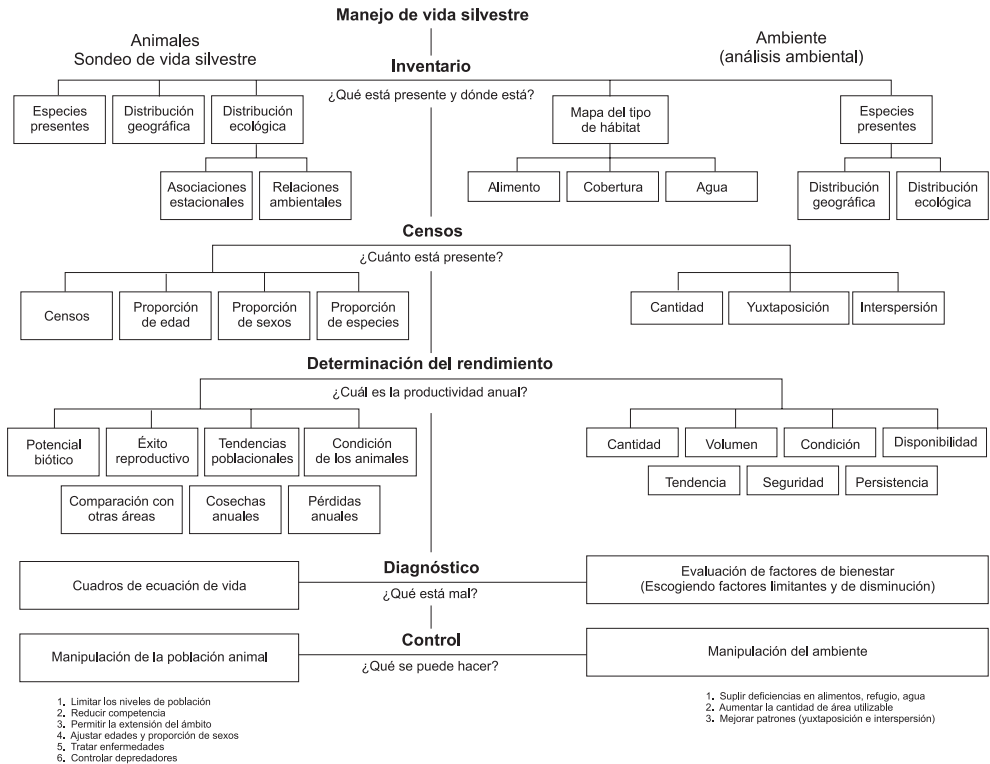 Manejo de vida silvestre
Animales
Sondeo de vida silvestre
Ambiente
(análisis ambiental)
Inventario
¿Qué está presente y dónde está?
Especies
presentes
Distribución
geográfica
Distribución
ecológica
Mapa del tipo
de hábitat
Especies
presentes
Asociaciones
estacionales
Relaciones
ambientales
Alimento
Cobertura
Agua
Distribución
geográfica
Distribución
ecológica
Censos
¿Cuánto está presente?
Censos
Proporción
de edad
Proporción
de sexos
Proporción
de especies
Cantidad
Yuxtaposición
Interspersión
Determinación del rendimiento
¿Cuál es la productividad anual?
Potencial
biótico
Éxito
reproductivo
Tendencias
poblacionales
Condición
de los animales
Cantidad
Volumen
Condición
Disponibilidad
Comparación con
otras áreas
Cosechas
anuales
Pérdidas
anuales
Tendencia
Seguridad
Persistencia
Diagnóstico
¿Qué está mal?
Cuadros de ecuación de vida
Evaluación de factores de bienestar
(Escogiendo factores limitantes y de disminución)
Control
¿Qué se puede hacer?
Manipulación de la población animal
Manipulación del ambiente
1. Limitar los niveles de población
2. Reducir competencia
3. Permitir la extensión del ámbito
4. Ajustar edades y proporción de sexos
5. Tratar enfermedades
6. Controlar depredadores
1. Suplir deficiencias en alimentos, refugio, agua
2. Aumentar la cantidad de área utilizable
3. Mejorar patrones (yuxtaposición e interspersión)